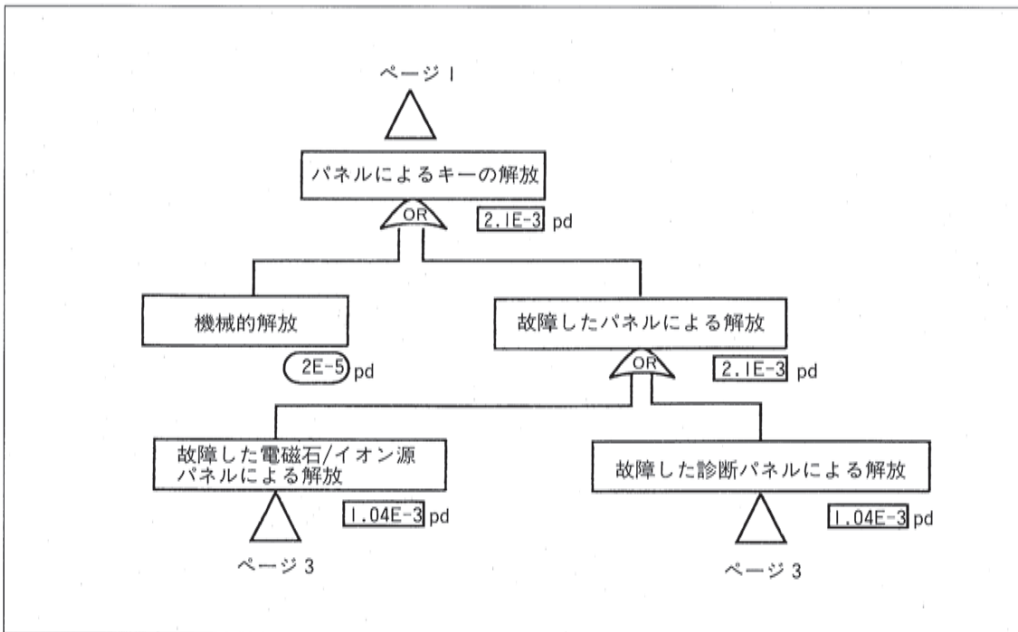 ページ 1
パネルによるキーの解放
OR
2.1E-3 pd
機械的解放
2E-5 pd
故障したパネルによる解放
OR
2.1E-3 pd
故障した電磁石/イオン源
パネルによる解放
1.04E-3 pd
故障した診断パネルによる解放
1.04E-3 pd
ページ 3
ページ 3